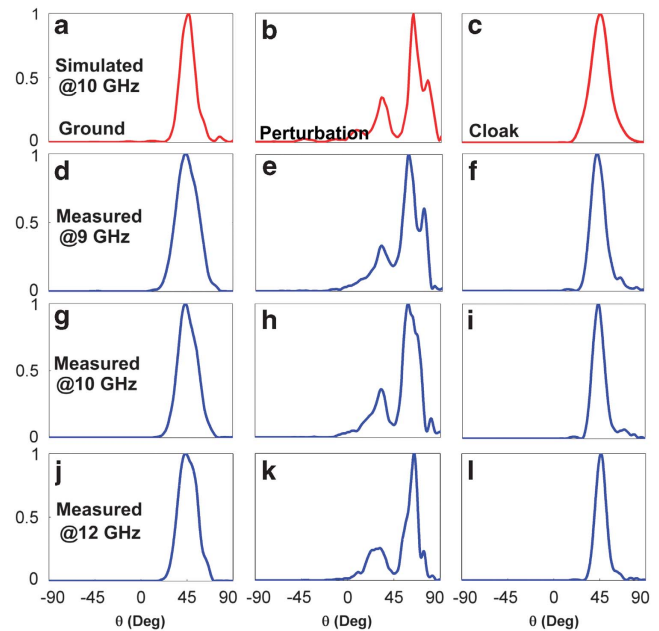 a b c
1
Simulated
@10 GHz
0.5
Ground Perturbation Cloak
0
d e f
1
Measured
@9 GHz
0.5
0
g h i
1
Measured
@10 GHz
0.5
0
j k l
1
Measured
@12 GHz
0.5
0
-90 -45 0 45 90 -90 -45 0 45 90 -90 -45 0 45 90
θ (Deg) θ (Deg) θ (Deg)